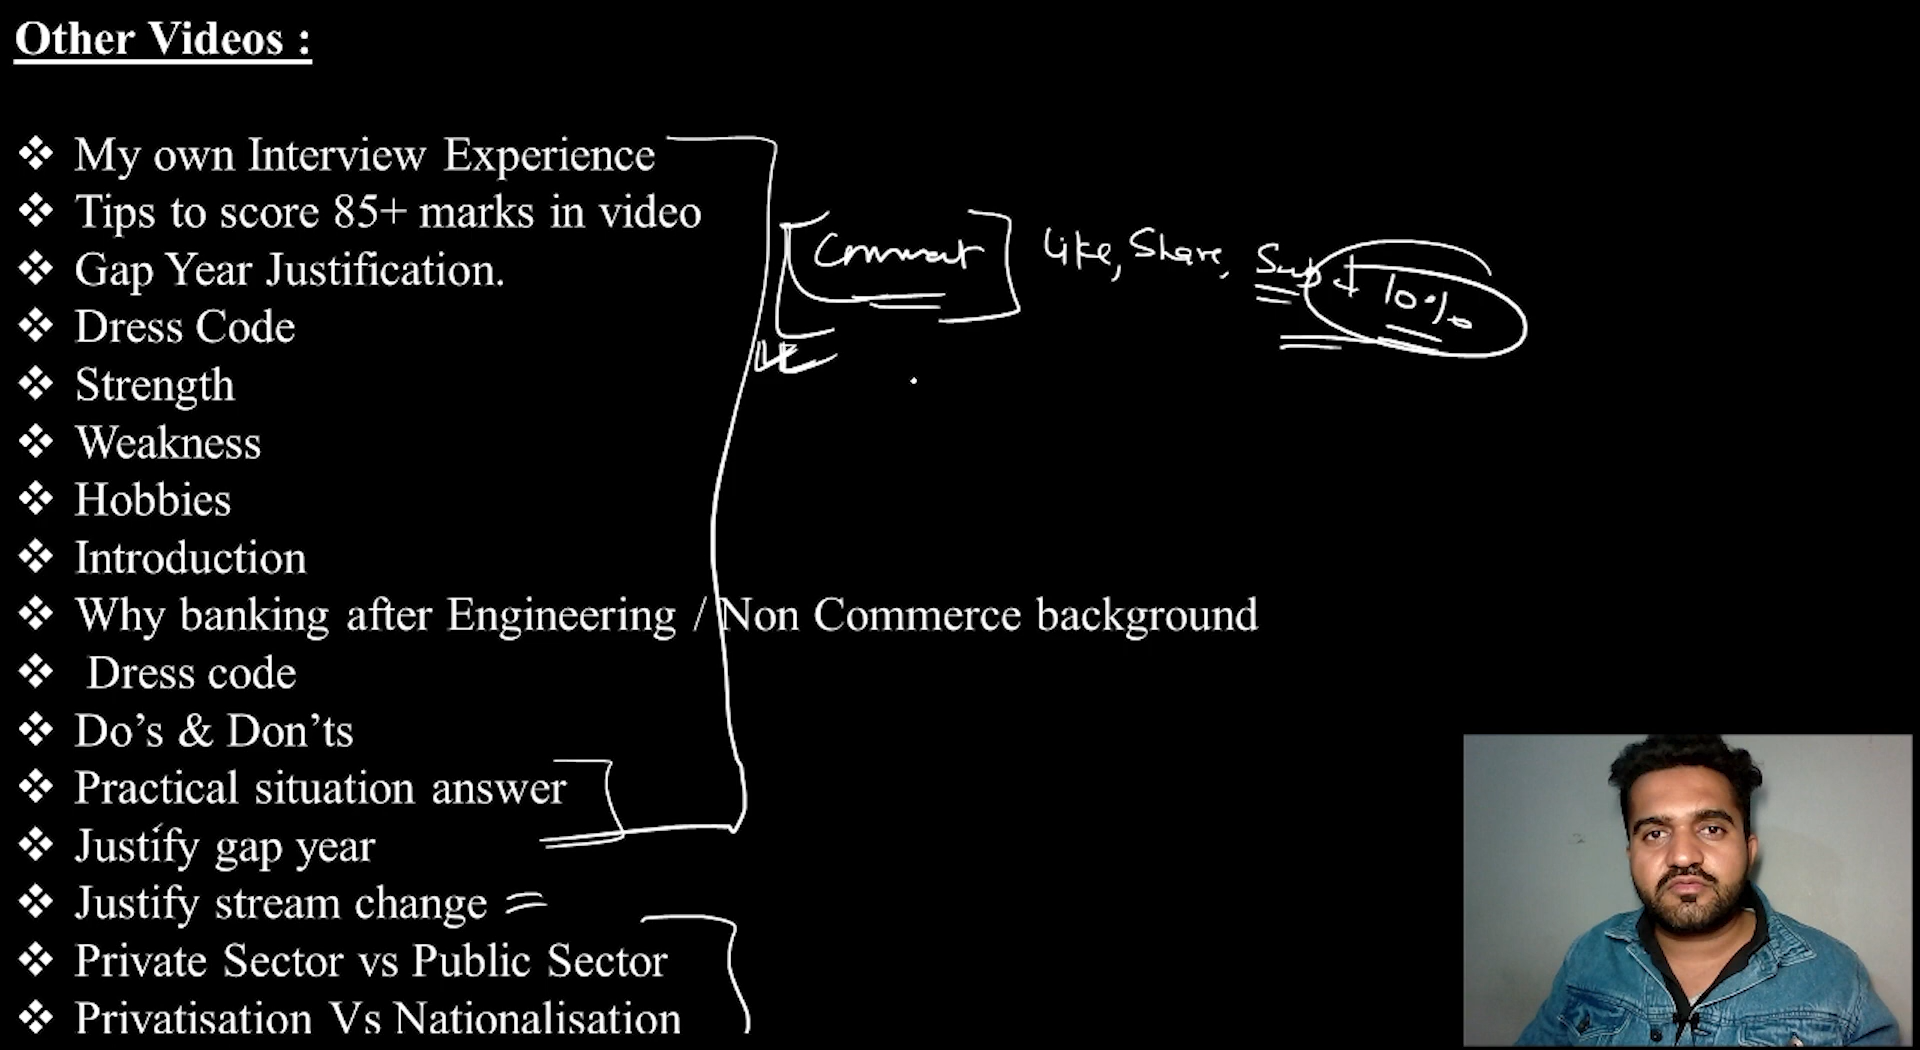 Other Videos :
❖ My own Interview Experience
❖ Tips to score 85+ marks in video
Comment Like, Share,
10%
❖ Gap Year Justification.
❖ Dress Code
❖ Strength
❖ Weakness
❖ Hobbies
❖ Introduction
❖ Why banking after Engineering / Non Commerce background
❖ Dress code
❖ Do’s & Don’ts
❖ Practical situation answer
❖ Justify gap year
❖ Justify stream change
❖ Private Sector vs Public Sector
❖ Privatisation Vs Nationalisation